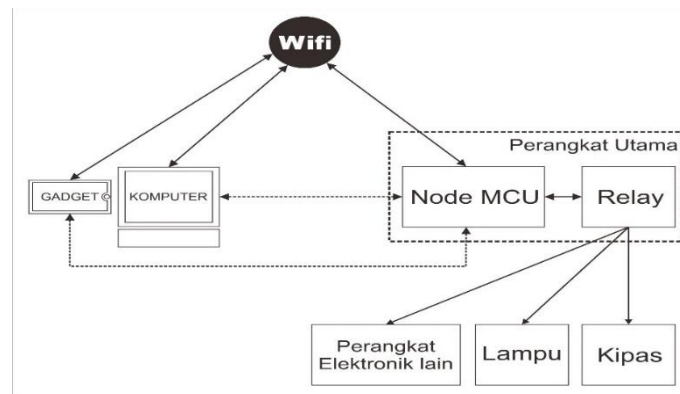 Wifi
Perangkat Utama
GADGET
KOMPUTER
Node MCU
Relay
Perangkat
Elektronik lain
Lampu
Kipas